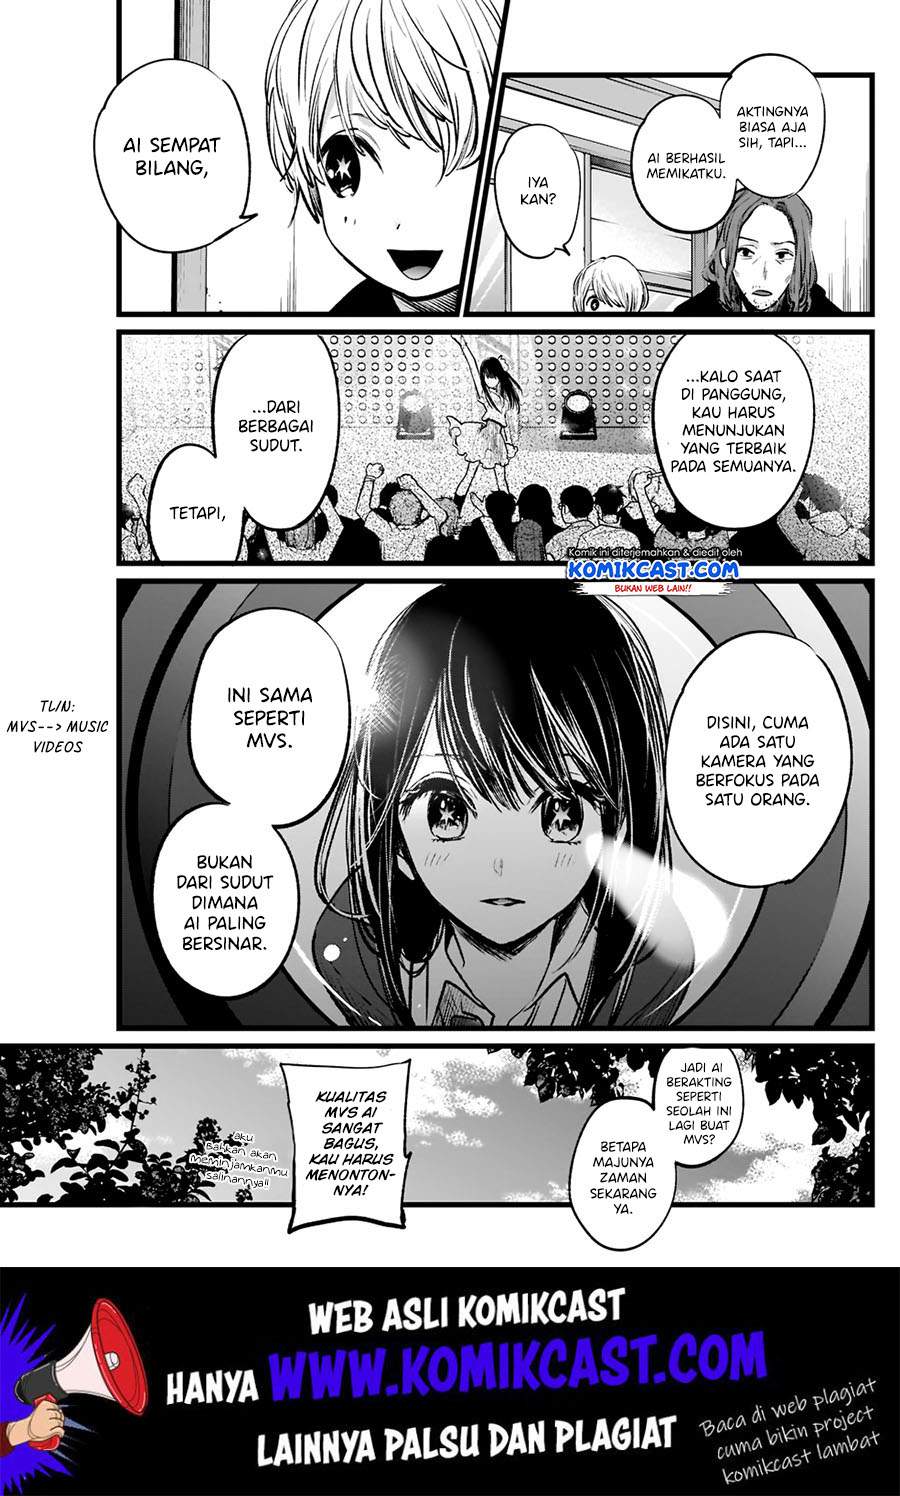 AKTINGNYA
BIASA AJA
SIH, TAPI...
AI BERHASIL
MEMIKATKU.
IYA
KAN?
AI SEMPAT
BILANG,
...KALO SAAT
DI PANGGUNG,
KAU HARUS
MENUNJUKAN
YANG TERBAIK
PADA SEMUANYA.
...DARI
BERBAGAI
SUDUT.
TETAPI,
Komik ini diterjemahkan & diedit oleh
KOMIKCAST.COM
BUKAN WEB LAIN!!
DISINI, CUMA
ADA SATU
KAMERA YANG
BERFOKUS PADA
SATU ORANG.
INI SAMA
SEPERTI
MVS.
BUKAN
DARI SUDUT
DIMANA
AI PALING
BERSINAR.
TL/N:
MVS--> MUSIC
VIDEOS
JADI AI
BERAKTING
SEPERTI
SEOLAH INI
LAGI BUAT
MVS?
BETAPA
MAJUNYA
ZAMAN
SEKARANG
YA.
KUALITAS
MVS AI
SANGAT
BAGUS,
KAU HARUS
MENONTON-
NYA!
aku
bahkan akan
meminjamkanmu
salinannya!!
WEB ASLI KOMIKCAST
HANYA WWW.KOMIKCAST.COM
LAINNYA PALSU DAN PLAGIAT
Baca di web plagiat
cuma bikin project
komikcast lambat